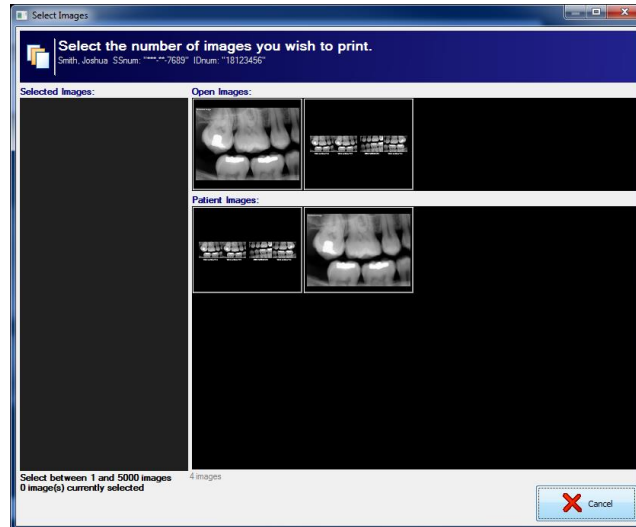 Select Images
Select the number of images you wish to print.
Smith, Joshua SSnum: "***-**-7689" IDnum: "18123456"
Selected Images:
Open Images:
Patient Images:
Select between 1 and 5000 images
0 image(s) currently selected
4 images
Cancel